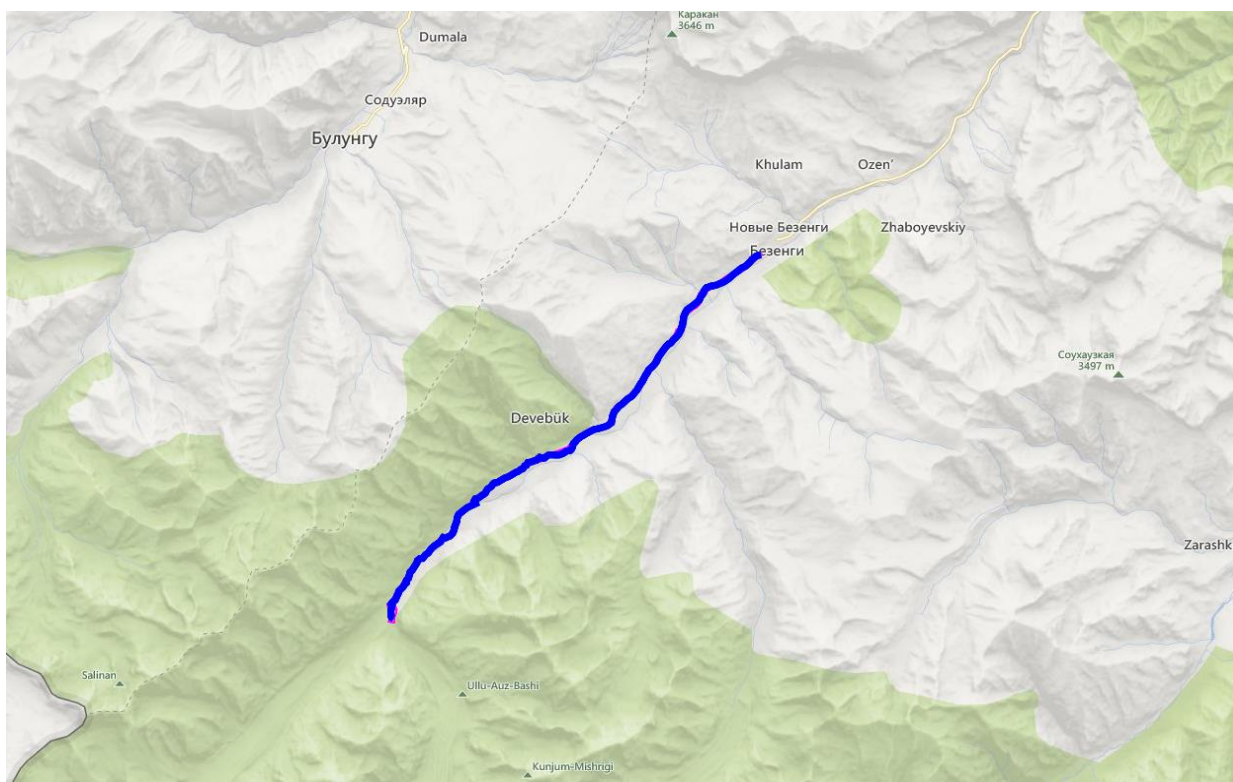 Каракан
3646 m
Dumala
Содуэляр
Булунгу
Khulam
Ozen'
Новые Безенги
Zhaboyevskiy
Безенги
Соухаузкая
3497 m
Devebük
Zarashk
Salinan
Ullu-Auz-Bashi
Kunjum-Mishrigi